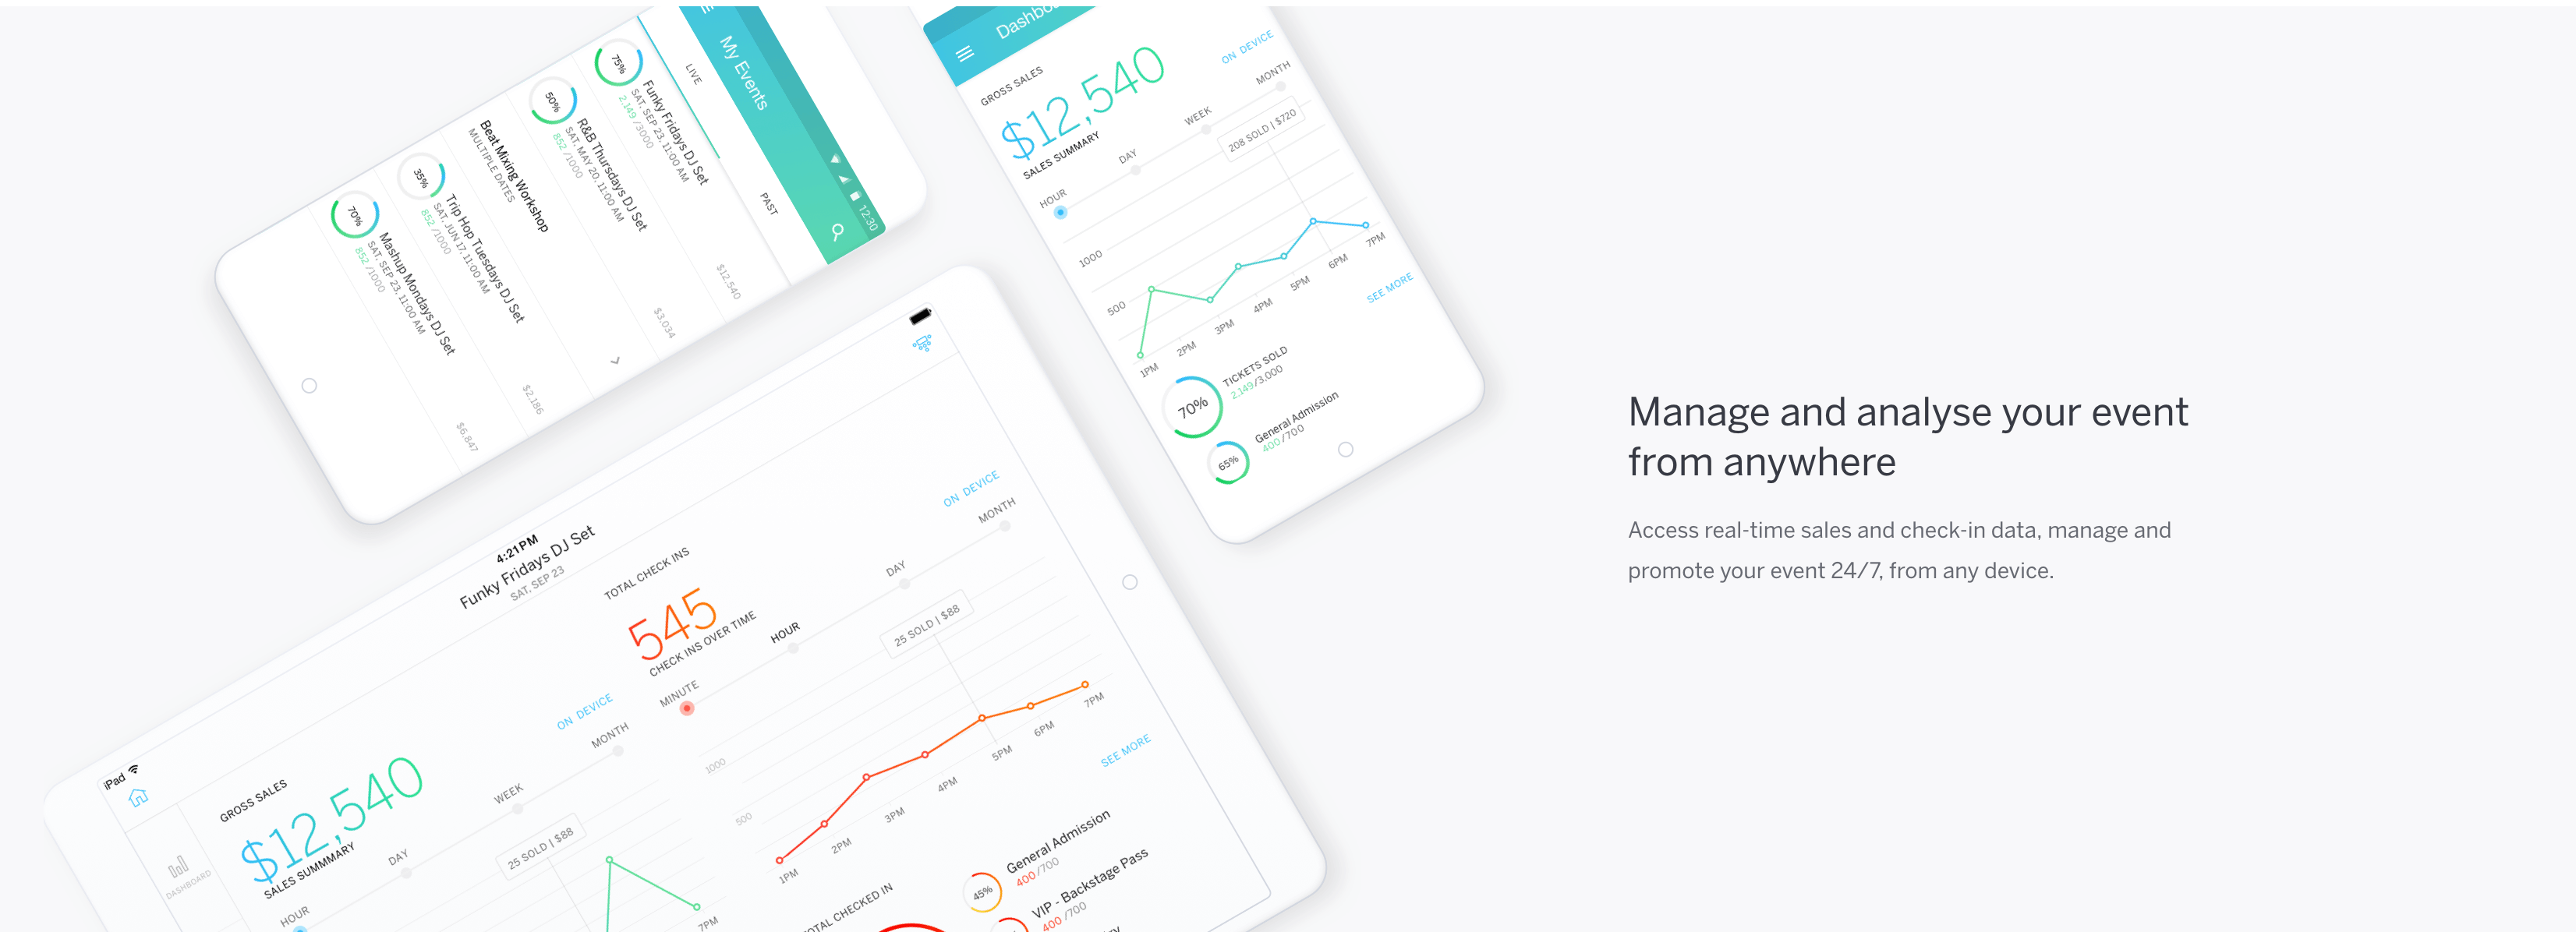 My Events
12:30
LIVE
PAST
75%
Funky Fridays DJ Set
SAT, SEP 23, 11:00 AM
2,149 /3000
$12,540
50%
R&B Thursdays DJ Set
SAT, MAY 20, 11:00 AM
852 /1000
$3,034
Beat Mixing Workshop
MULTIPLE DATES
35%
Trip Hop Tuesdays DJ Set
SAT, JUN 17, 11:00 AM
852 /1000
$2,186
70%
Mashup Mondays DJ Set
SAT, SEP 23, 11:00 AM
852 /1000
$6,847
GROSS SALES
ON DEVICE
$12,540
SALES SUMMARY
HOUR
DAY
WEEK
MONTH
208 SOLD | $720
1000
500
1PM
2PM
3PM
4PM
5PM
6PM
7PM
SEE MORE
70%
TICKETS SOLD
2,149/3,000
65%
General Admission
400 /700
iPad
4:21PM
Funky Fridays DJ Set
SAT, SEP 23
DASHBOARD
GROSS SALES
ON DEVICE
$12,540
SALES SUMMMARY
HOUR
DAY
WEEK
MONTH
25 SOLD | $88
7PM
TOTAL CHECK INS
ON DEVICE
545
CHECK INS OVER TIME
MINUTE
HOUR
DAY
MONTH
25 SOLD | $88
1000
500
1PM
2PM
3PM
4PM
5PM
6PM
7PM
SEE MORE
CHECKED IN
45%
General Admission
400 /700
VIP - Backstage Pass
400 /700
Manage and analyse your event
from anywhere
Access real-time sales and check-in data, manage and
promote your event 24/7, from any device.